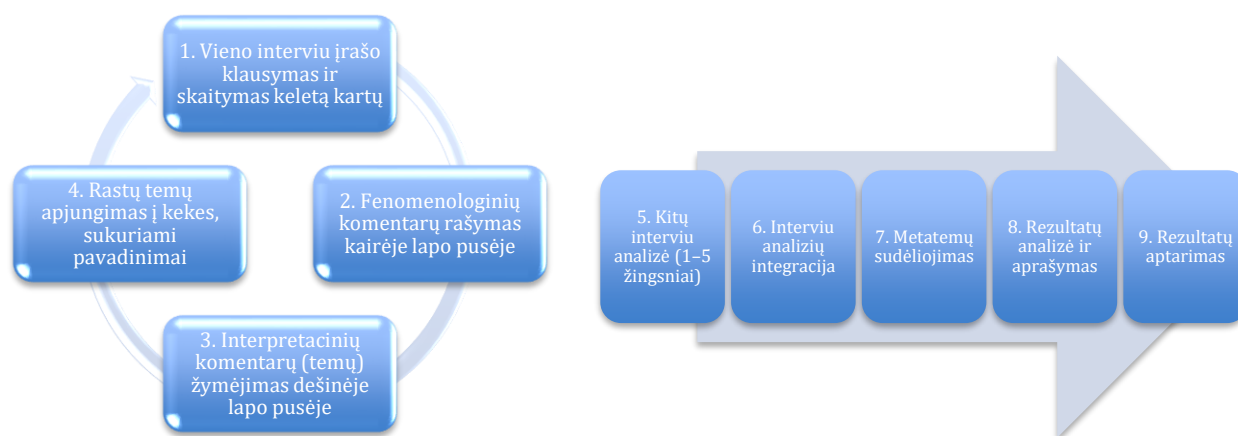 1. Vieno interviu įrašo
klausymas ir
skaitymas keletą kartų
2. Fenomenologinių
komentarų rašymas
kairėje lapo pusėje
3. Interpretacinių
komentarų (temų)
žymėjimas dešinėje
lapo pusėje
4. Rastų temų
apjungimas į kekes,
sukuriami
pavadinimai
5. Kitų
interviu
analizė (1–5
žingsniai)
6. Interviu
analizių
integracija
7. Metatemų
sudėliojimas
8. Rezultatų
analizė ir
aprašymas
9. Rezultatų
aptarimas